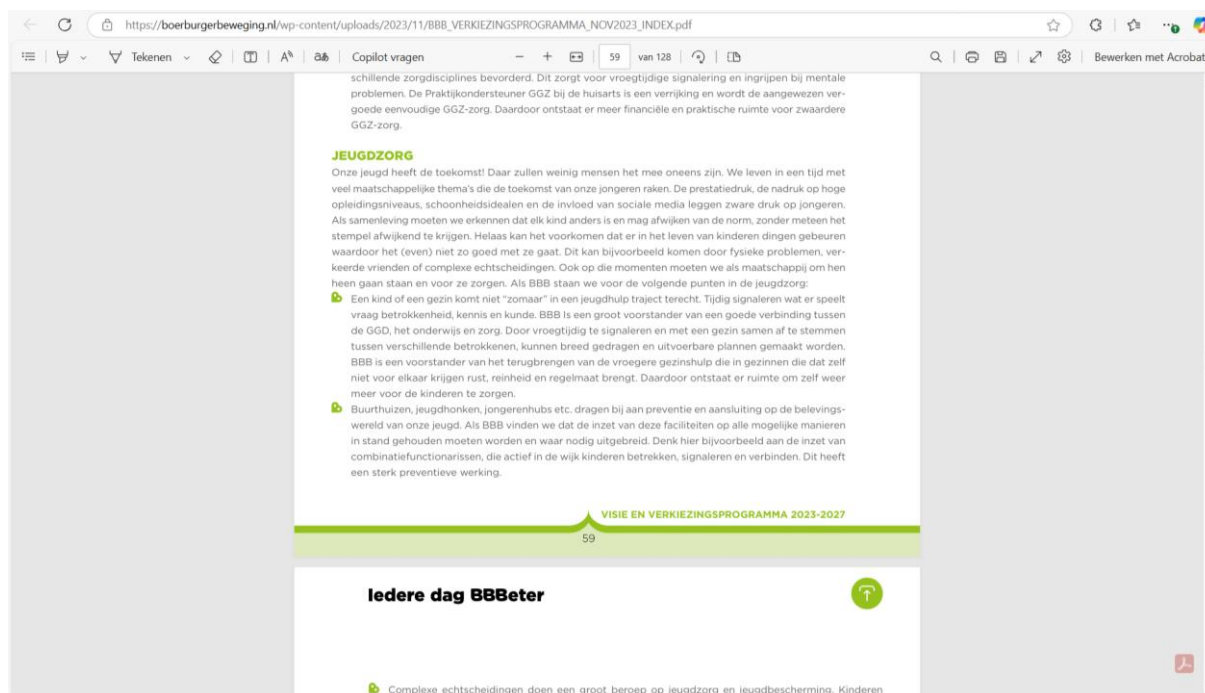 https://boerburgerbeweging.nl/wp-content/uploads/2023/11/BBB_VERKIEZINGSPROGRAMMA_NOV2023_INDEX.pdf
Tekenen aあ Copilot vragen 59 van 128 Bewerken met Acrobat
schillende zorgdisciplines bevorderd. Dit zorgt voor vroegtijdige signalering en ingrijpen bij mentale
problemen. De Praktijkondersteuner GGZ bij de huisarts is een verrijking en wordt de aangewezen ver-
goede eenvoudige GGZ-zorg. Daardoor ontstaat er meer financiële en praktische ruimte voor zwaardere
GGZ-zorg.
JEUGDZORG
Onze jeugd heeft de toekomst! Daar zullen weinig mensen het mee oneens zijn. We leven in een tijd met
veel maatschappelijke thema's die de toekomst van onze jongeren raken. De prestatiedruk, de nadruk op hoge
opleidingsniveaus, schoonheidsidealen en de invloed van sociale media leggen zware druk op jongeren.
Als samenleving moeten we erkennen dat elk kind anders is en mag afwijken van de norm, zonder meteen het
stempel afwijkend te krijgen. Helaas kan het voorkomen dat er in het leven van kinderen dingen gebeuren
waardoor het (even) niet zo goed met ze gaat. Dit kan bijvoorbeeld komen door fysieke problemen, ver-
keerde vrienden of complexe echtscheidingen. Ook op die momenten moeten we als maatschappij om hen
heen gaan staan en voor ze zorgen. Als BBB staan we voor de volgende punten in de jeugdzorg:
Een kind of een gezin komt niet "zomaar" in een jeugdhulp traject terecht. Tijdig signaleren wat er speelt
vraag betrokkenheid, kennis en kunde. BBB Is een groot voorstander van een goede verbinding tussen
de GGD, het onderwijs en zorg. Door vroegtijdig te signaleren en met een gezin samen af te stemmen
tussen verschillende betrokkenen, kunnen breed gedragen en uitvoerbare plannen gemaakt worden.
BBB is een voorstander van het terugbrengen van de vroegere gezinshulp die in gezinnen die dat zelf
niet voor elkaar krijgen rust, reinheid en regelmaat brengt. Daardoor ontstaat er ruimte om zelf weer
meer voor de kinderen te zorgen.
Buurthuizen, jeugdhonken, jongerenhubs etc. dragen bij aan preventie en aansluiting op de belevings-
wereld van onze jeugd. Als BBB vinden we dat de inzet van deze faciliteiten op alle mogelijke manieren
in stand gehouden moeten worden en waar nodig uitgebreid. Denk hier bijvoorbeeld aan de inzet van
combinatiefunctionarissen, die actief in de wijk kinderen betrekken, signaleren en verbinden. Dit heeft
een sterk preventieve werking.
VISIE EN VERKIEZINGSPROGRAMMA 2023-2027
59
Iedere dag BBBeter
Complexe echtscheidingen doen een groot beroep op jeugdzorg en jeugdbescherming. Kinderen